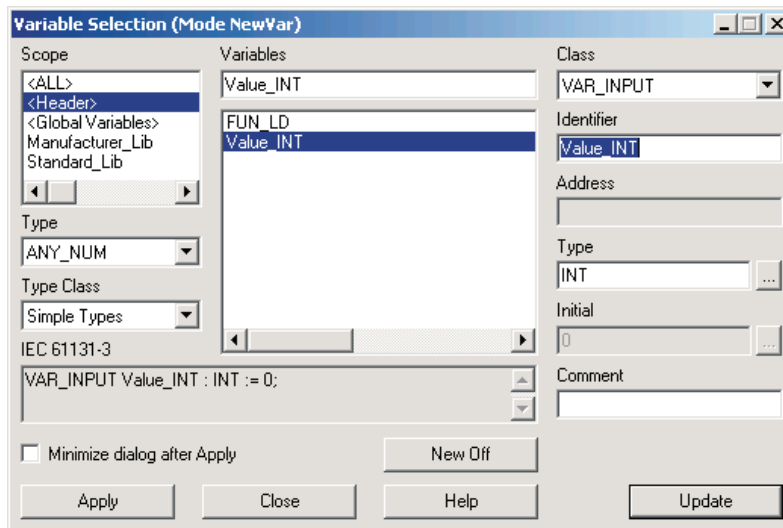 Variable Selection (Mode NewVar)
Scope
<ALL>
<Header>
<Global Variables>
Manufacturer_Lib
Standard_Lib
Type
ANY_NUM
Type Class
Simple Types
IEC 61131-3
VAR_INPUT Value_INT : INT := 0;
Variables
Value_INT
FUN_LD
Value_INT
Class
VAR_INPUT
Identifier
Value_INT
Address
Type
INT
...
Initial
0
...
Comment
Minimize dialog after Apply
New Off
Apply
Close
Help
Update